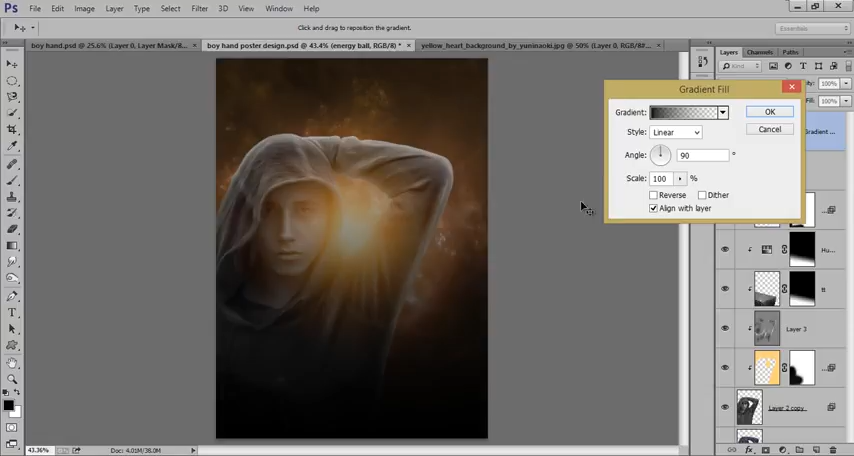 Ps File Edit Image Layer Type Select Filter 3D View Window Help
Click and drag to reposition the gradient.
Essentials
boy hand.psd @ 25.6% (Layer 0, Layer Mask/8...
boy hand poster design.psd @ 43.4% (energy ball, RGB/8) *
yellow_heart_background_by_yuninaoki.jpg @ 50% (Layer 0, RGB/8#...
Layers Channels Paths
Kind
Gradient Fill
Gradient:
OK
Style: Linear
Cancel
Angle: 90 °
Scale: 100 %
Reverse Dither
Align with layer
100%
Fill: 100%
Gradient ...
Hu...
Layer 3
Layer 2 copy
43.36%
Doc: 4.01M/38.0M
fx